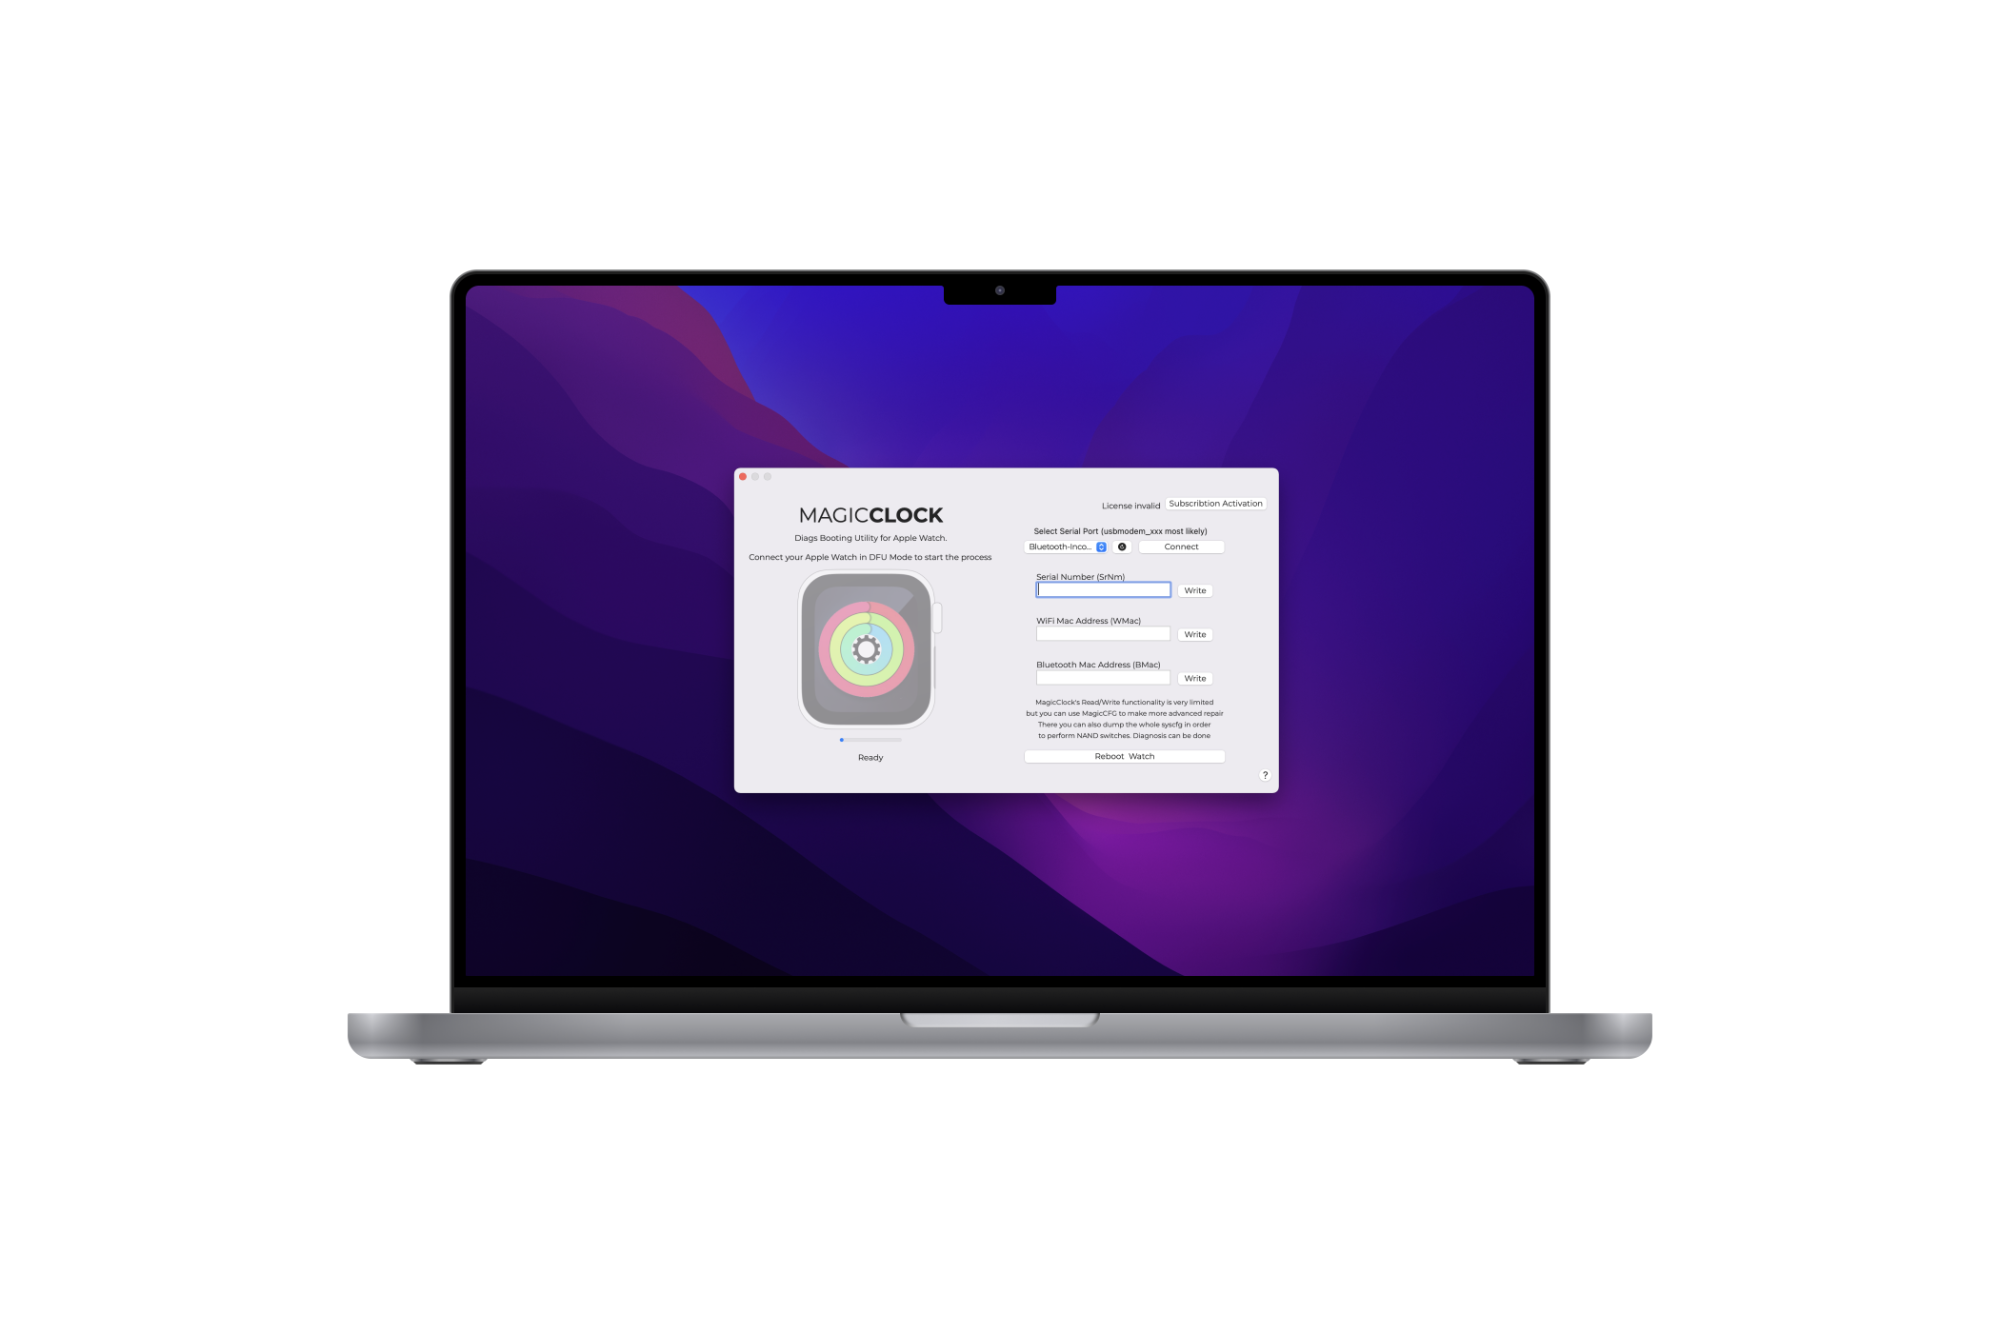 MAGICCLOCK
Diags Booting Utility for Apple Watch.
Connect your Apple Watch in DFU Mode to start the process
Ready
License invalid Subscribtion Activation
Select Serial Port (usbmodem_xxx most likely)
Bluetooth-Inco... Connect
Serial Number (SrNm)
Write
WiFi Mac Address (WMac)
Write
Bluetooth Mac Address (BMac)
Write
MagicClock's Read/Write functionality is very limited
but you can use MagicCFG to make more advanced repair
There you can also dump the whole syscfg in order
to perform NAND switches. Diagnosis can be done
Reboot Watch
?